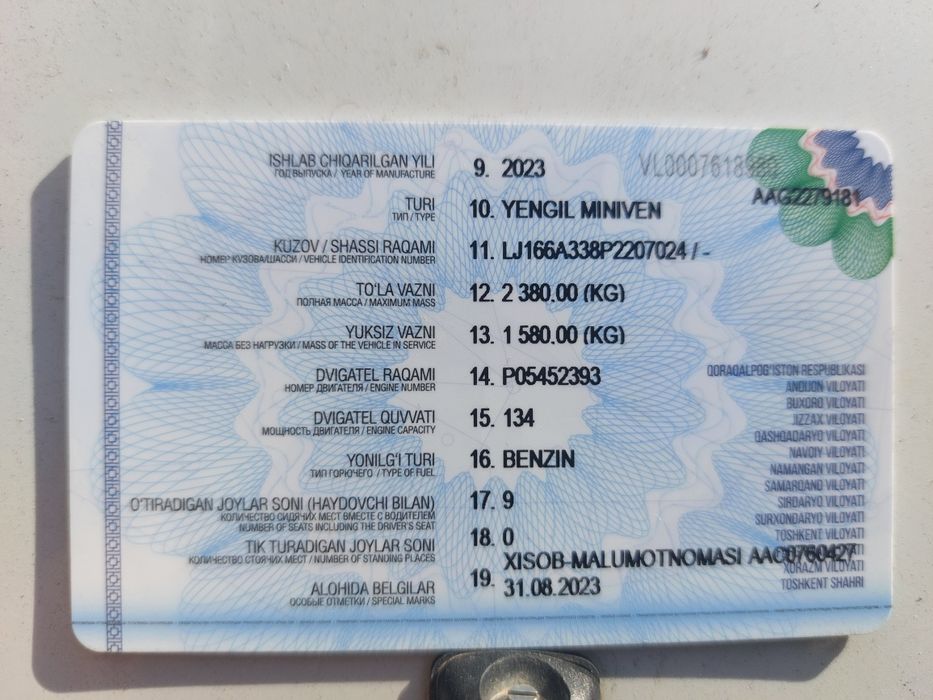 ISHLAB CHIQARILGAN YILI 9. 2023
ГОД ВЫПУСКА / YEAR OF MANUFACTURE
AAG2279181
TURI 10. YENGIL MINIVEN
ТИП / TYPE
KUZOV / SHASSI RAQAMI 11. LJ166A338P2207024 / -
НОМЕР КУЗОВА/ШАССИ / VEHICLE IDENTIFICATION NUMBER
TO'LA VAZNI 12. 2 380.00 (KG)
ПОЛНАЯ МАССА / MAXIMUM MASS
YUKSIZ VAZNI 13. 1 580.00 (KG)
МАССА БЕЗ НАГРУЗКИ / MASS OF THE VEHICLE IN SERVICE
DVIGATEL RAQAMI 14. P05452393
НОМЕР ДВИГАТЕЛЯ / ENGINE NUMBER
DVIGATEL QUVVATI 15. 134
МОЩНОСТЬ ДВИГАТЕЛЯ / ENGINE CAPACITY
YONILG'I TURI 16. BENZIN
ТИП ГОРЮЧЕГО / TYPE OF FUEL
O'TIRADIGAN JOYLAR SONI (HAYDOVCHI BILAN) 17. 9
КОЛИЧЕСТВО СИДЯЧИХ МЕСТ ВМЕСТЕ С ВОДИТЕЛЕМ
NUMBER OF SEATS INCLUDING THE DRIVER'S SEAT
TIK TURADIGAN JOYLAR SONI 18. 0
КОЛИЧЕСТВО СТОЯЧИХ МЕСТ / NUMBER OF STANDING PLACES
XISOB-MALUMOTNOMASI AAC0760427
ALOHIDA BELGILAR 19. 31.08.2023
ОСОБЫЕ ОТМЕТКИ / SPECIAL MARKS
QORAQALPOG'ISTON RESPUBLIKASI
ANDIJON VILOYATI
BUXORO VILOYATI
JIZZAX VILOYATI
QASHQADARYO VILOYATI
NAVOIY VILOYATI
NAMANGAN VILOYATI
SAMARQAND VILOYATI
SIRDARYO VILOYATI
SURXONDARYO VILOYATI
TOSHKENT VILOYATI
XORAZM VILOYATI
TOSHKENT SHAHRI